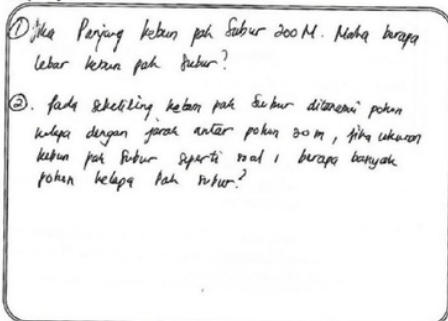 ① Jika Panjang kebun pak Subur 200 M. Maka berapa
lebar kebun pak Subur?
②. Pada sekeliling kebun pak Subur ditanami pohon
kelapa dengan jarak antar pohon 20 m, jika ukuran
kebun pak Subur seperti soal 1 berapa banyak
pohon kelapa Pak Subur?